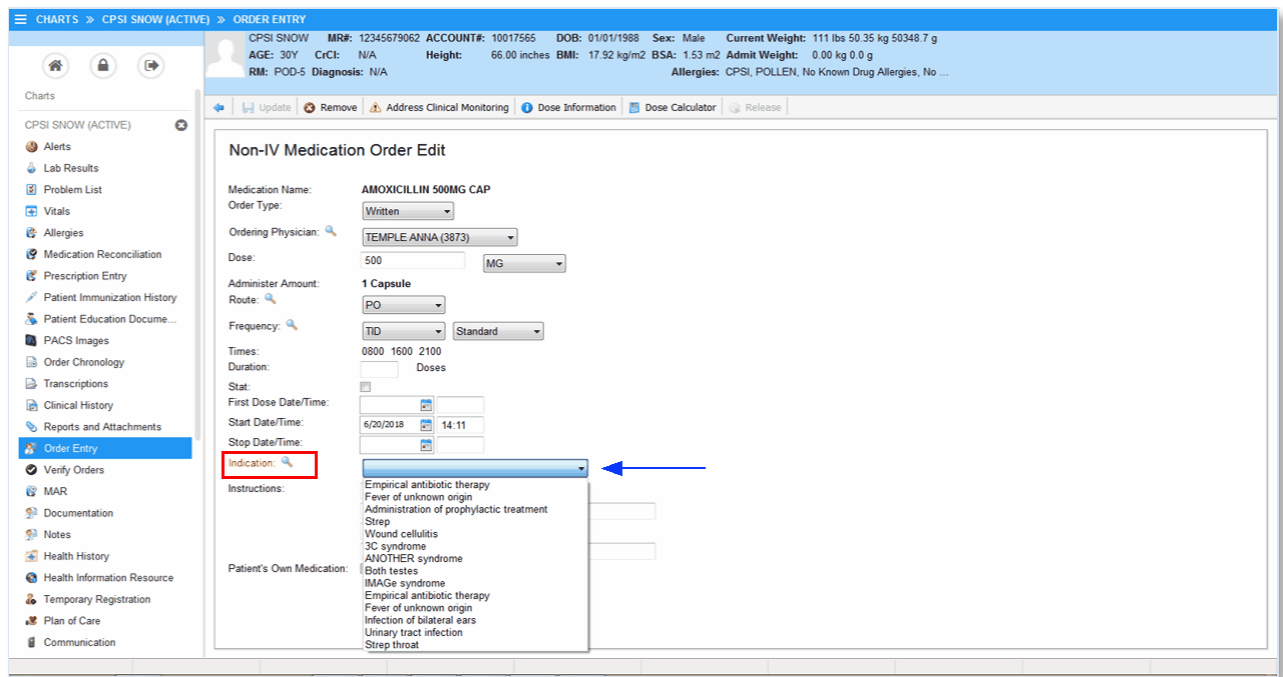 CHARTS » CPSI SNOW (ACTIVE) » ORDER ENTRY
CPSI SNOW MR#: 12345679062 ACCOUNT#: 10017565 DOB: 01/01/1988 Sex: Male Current Weight: 111 lbs 50.35 kg 50348.7 g
AGE: 30Y CrCl: N/A Height: 66.00 inches BMI: 17.92 kg/m2 BSA: 1.53 m2 Admit Weight: 0.00 kg 0.0 g
RM: POD-5 Diagnosis: N/A Allergies: CPSI, POLLEN, No Known Drug Allergies, No ...
Charts
CPSI SNOW (ACTIVE)
Alerts
Lab Results
Problem List
Vitals
Allergies
Medication Reconciliation
Prescription Entry
Patient Immunization History
Patient Education Docume...
PACS Images
Order Chronology
Transcriptions
Clinical History
Reports and Attachments
Order Entry
Verify Orders
MAR
Documentation
Notes
Health History
Health Information Resource
Temporary Registration
Plan of Care
Communication
Update Remove Address Clinical Monitoring Dose Information Dose Calculator Release
Non-IV Medication Order Edit
Medication Name: AMOXICILLIN 500MG CAP
Order Type: Written
Ordering Physician: TEMPLE ANNA (3873)
Dose: 500 MG
Administer Amount: 1 Capsule
Route: PO
Frequency: TID Standard
Times: 0800 1600 2100
Duration: Doses
Stat:
First Dose Date/Time:
Start Date/Time: 6/20/2018 14:11
Stop Date/Time:
Indication:
Instructions:
Patient's Own Medication:
Empirical antibiotic therapy
Fever of unknown origin
Administration of prophylactic treatment
Strep
Wound cellulitis
3C syndrome
ANOTHER syndrome
Both testes
IMAGe syndrome
Empirical antibiotic therapy
Fever of unknown origin
Infection of bilateral ears
Urinary tract infection
Strep throat